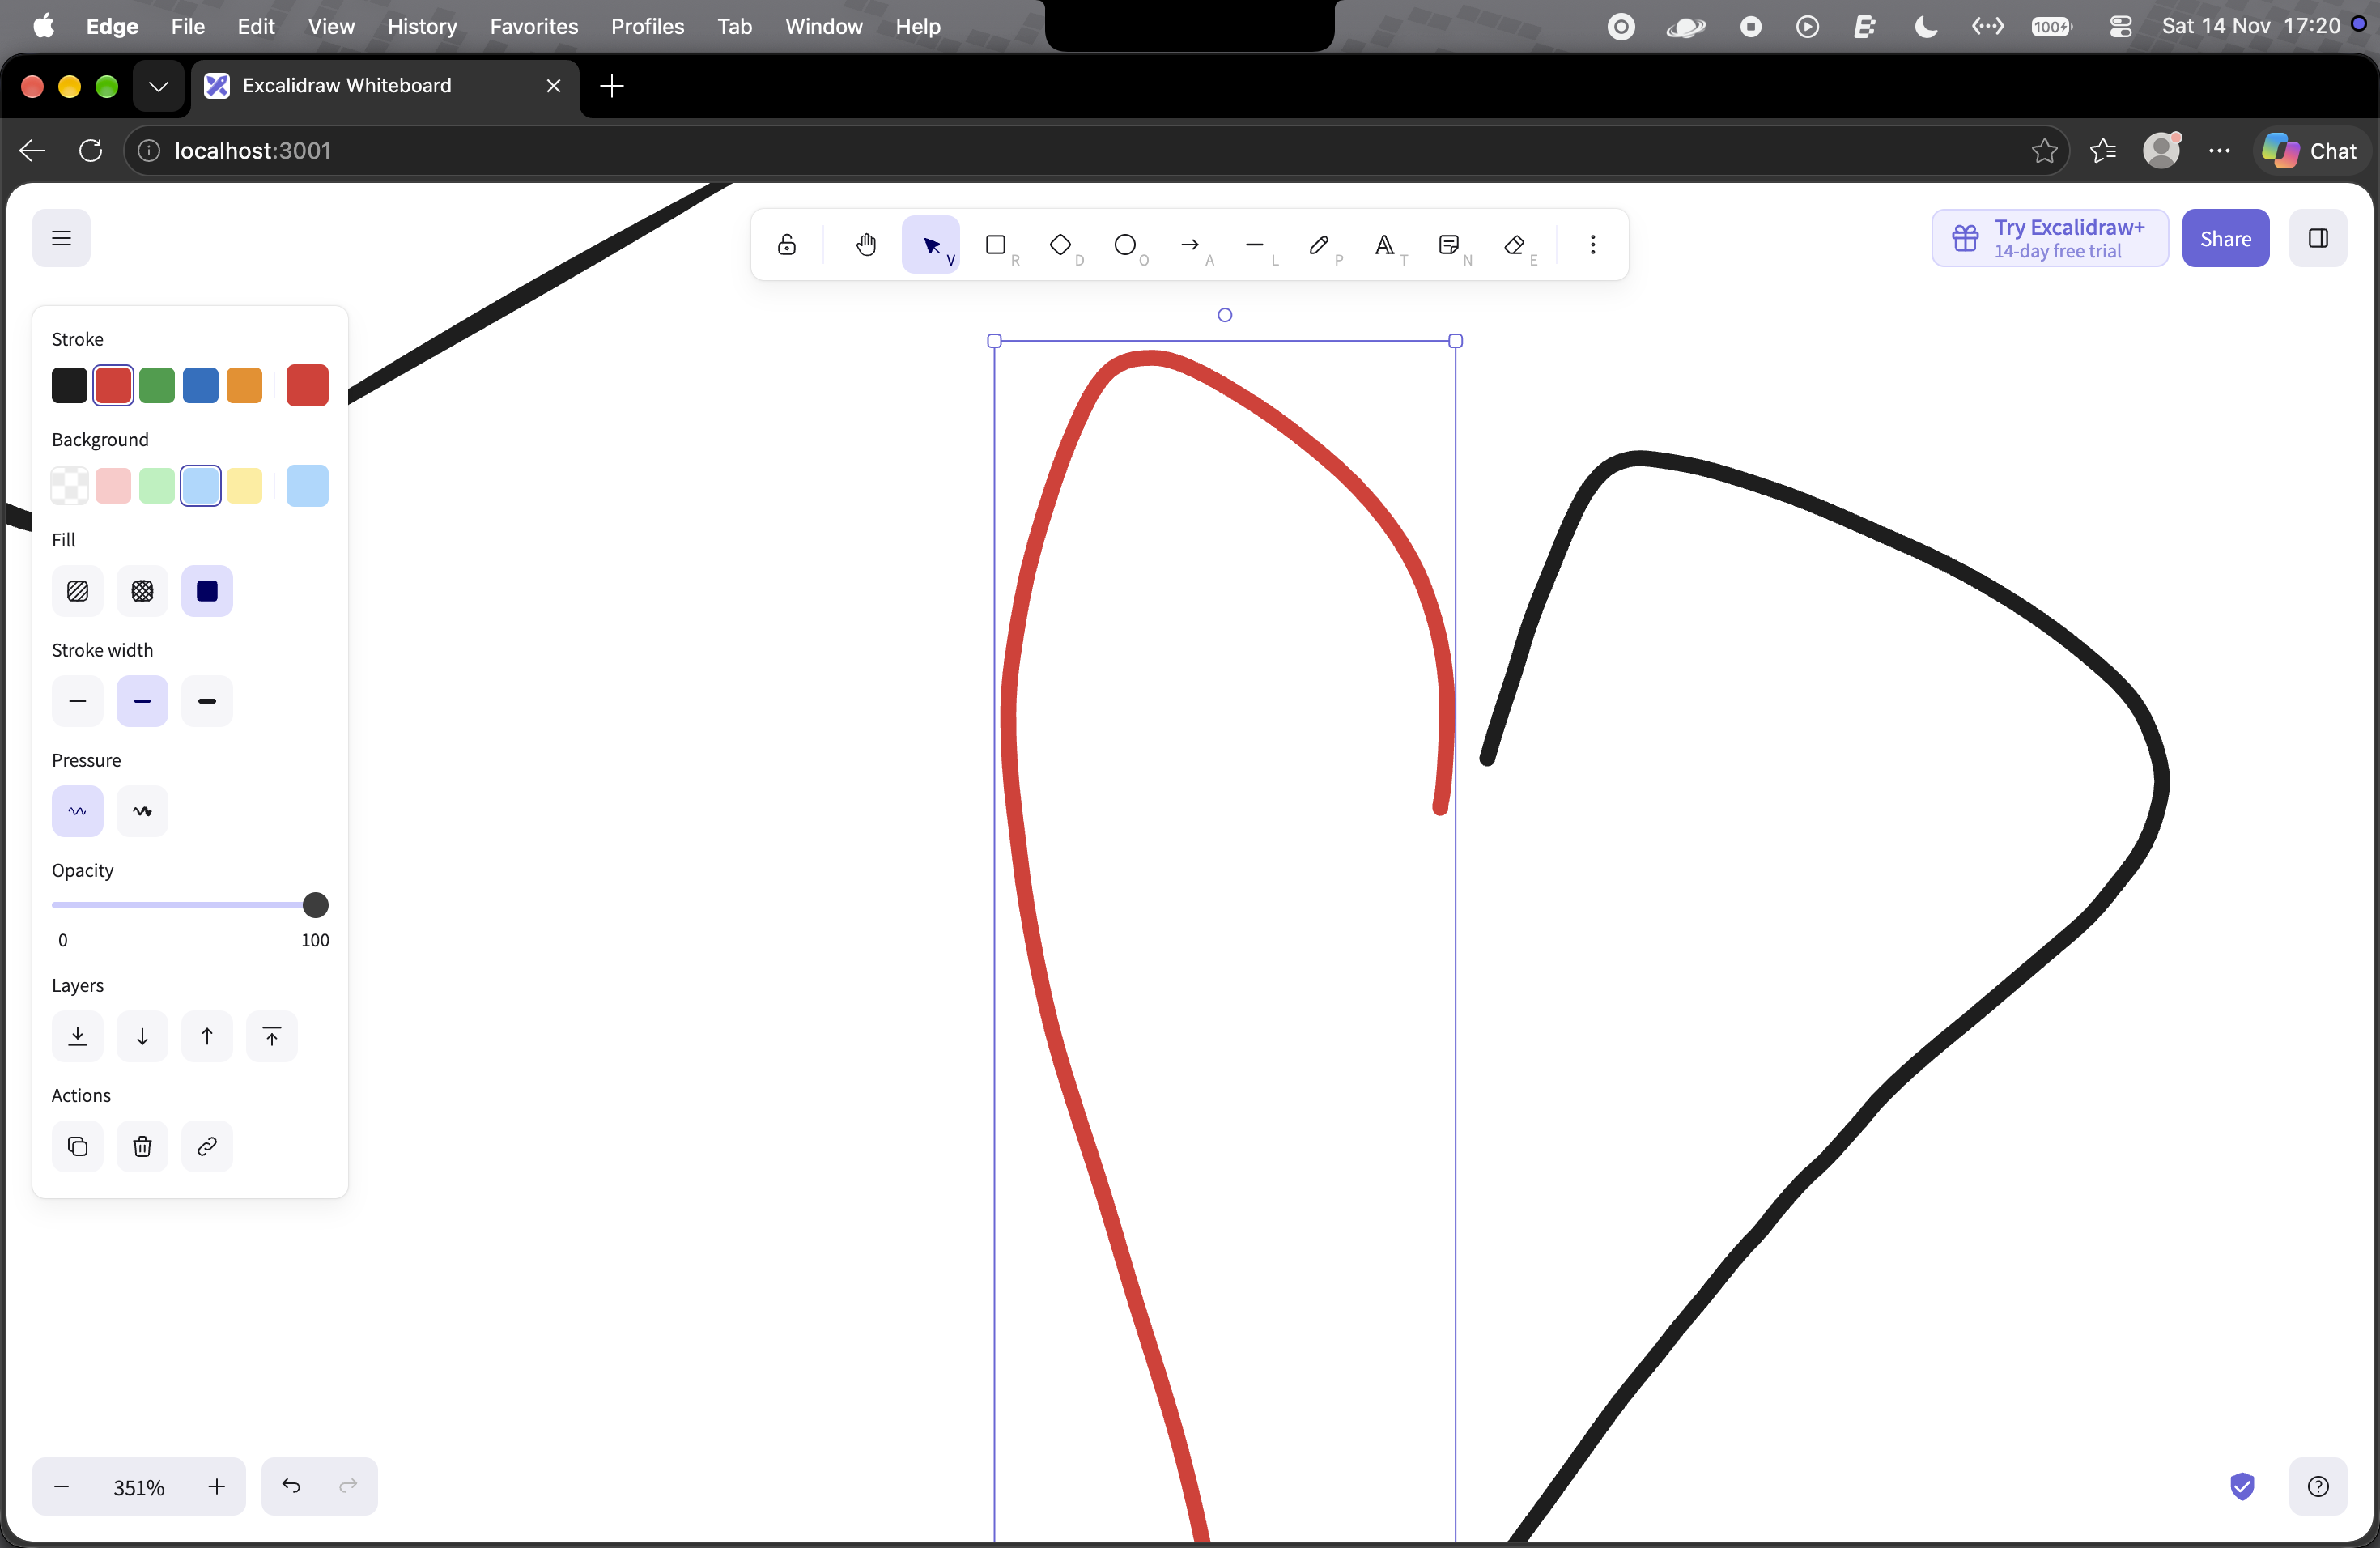 Edge File Edit View History Favorites Profiles Tab Window Help 100 Sat 14 Nov 17:20
Excalidraw Whiteboard
localhost:3001 Chat
V R D O A L P T N E
Try Excalidraw+
14-day free trial
Share
Stroke
Background
Fill
Stroke width
Pressure
Opacity
0 100
Layers
Actions
351%